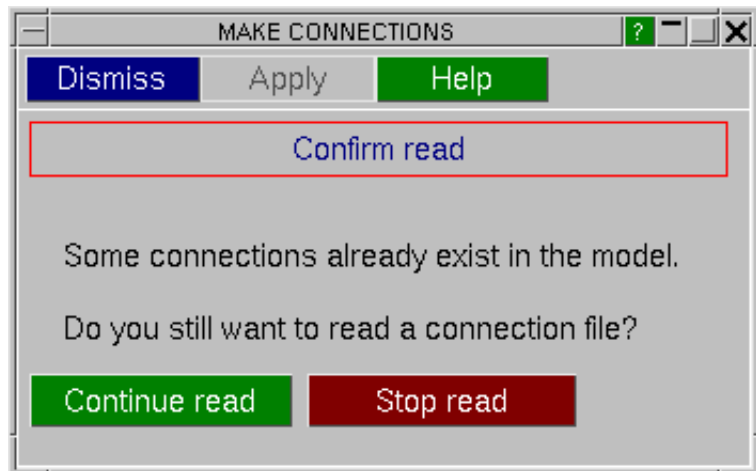 MAKE CONNECTIONS ?
Dismiss Apply Help
Confirm read
Some connections already exist in the model.
Do you still want to read a connection file?
Continue read Stop read